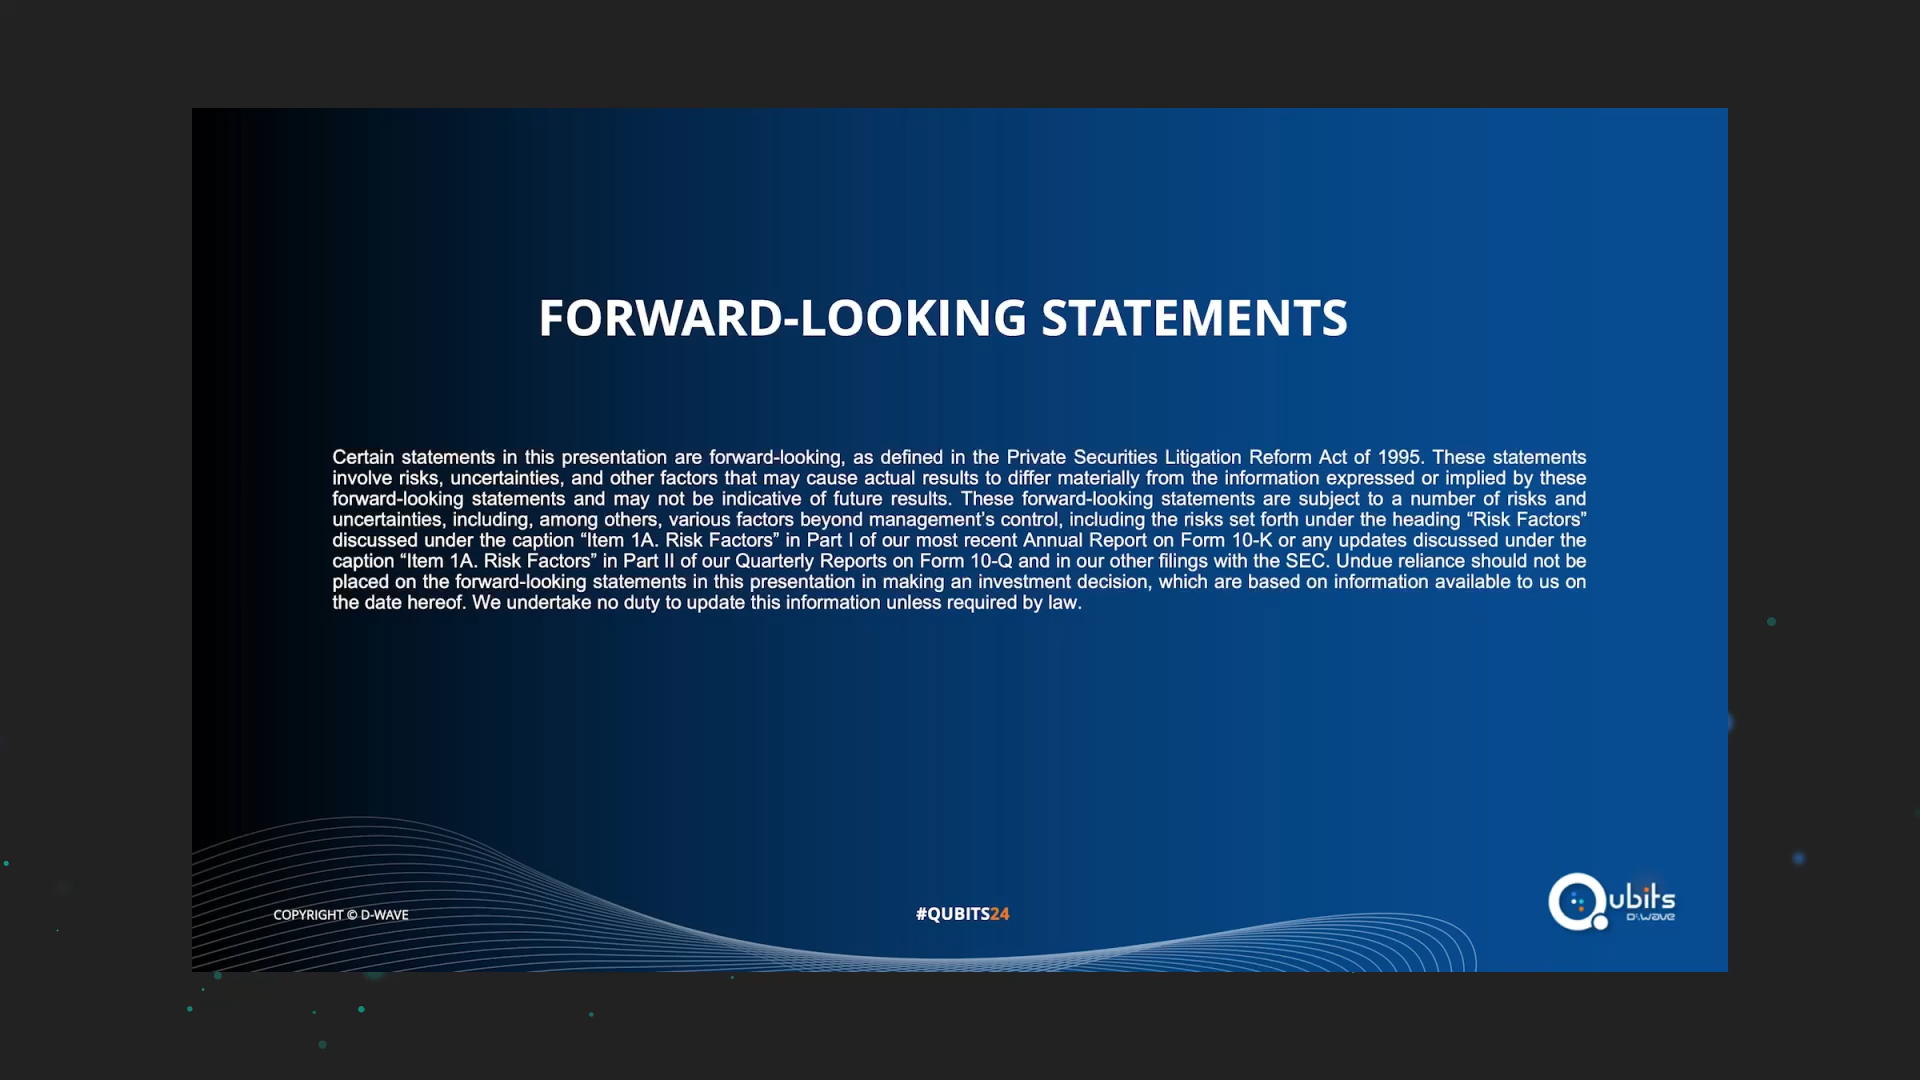 FORWARD-LOOKING STATEMENTS
Certain statements in this presentation are forward-looking, as defined in the Private Securities Litigation Reform Act of 1995. These statements
involve risks, uncertainties, and other factors that may cause actual results to differ materially from the information expressed or implied by these
forward-looking statements and may not be indicative of future results. These forward-looking statements are subject to a number of risks and
uncertainties, including, among others, various factors beyond management’s control, including the risks set forth under the heading “Risk Factors”
discussed under the caption “Item 1A. Risk Factors” in Part I of our most recent Annual Report on Form 10-K or any updates discussed under the
caption “Item 1A. Risk Factors” in Part II of our Quarterly Reports on Form 10-Q and in our other filings with the SEC. Undue reliance should not be
placed on the forward-looking statements in this presentation in making an investment decision, which are based on information available to us on
the date hereof. We undertake no duty to update this information unless required by law.
COPYRIGHT © D-WAVE
#QUBITS24
Qubits
D:\wave